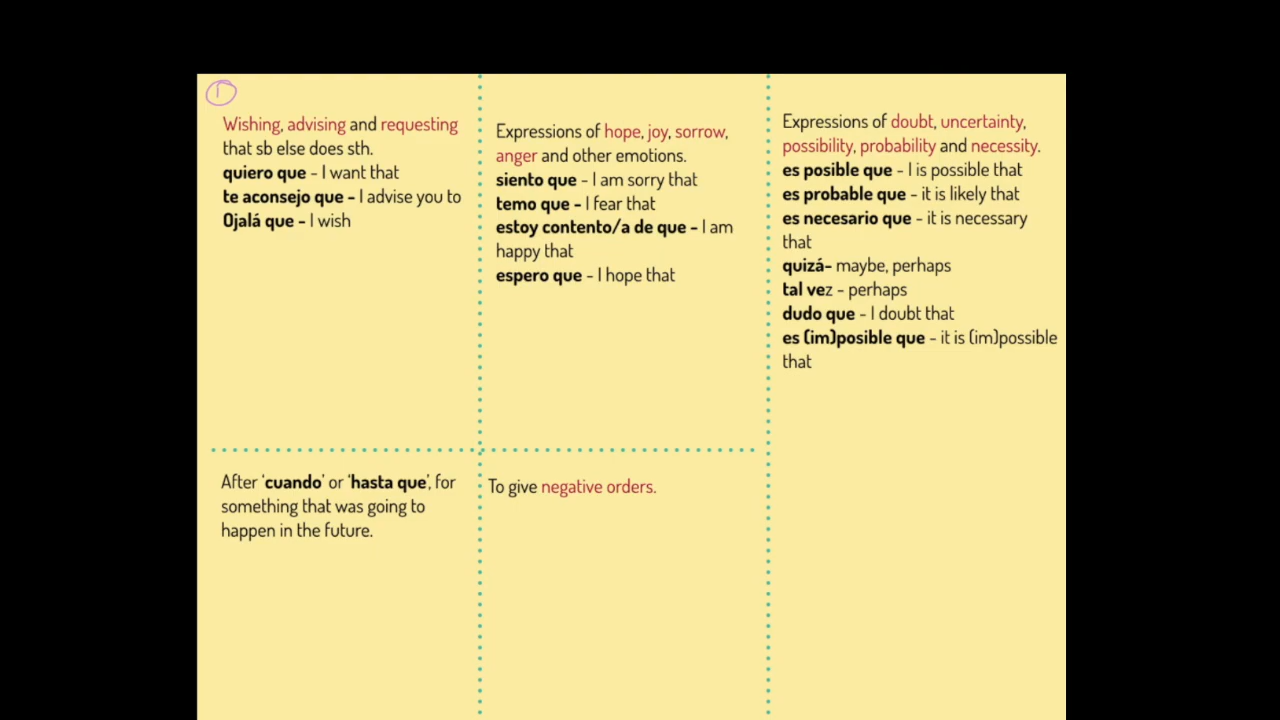 1
Wishing, advising and requesting
that sb else does sth.
quiero que - I want that
te aconsejo que - I advise you to
Ojalá que - I wish
Expressions of hope, joy, sorrow,
anger and other emotions.
siento que - I am sorry that
temo que - I fear that
estoy contento/a de que - I am
happy that
espero que - I hope that
Expressions of doubt, uncertainty,
possibility, probability and necessity.
es posible que - I is possible that
es probable que - it is likely that
es necesario que - it is necessary
that
quizá- maybe, perhaps
tal vez - perhaps
dudo que - I doubt that
es (im)posible que - it is (im)possible
that
After 'cuando' or 'hasta que', for
something that was going to
happen in the future.
To give negative orders.